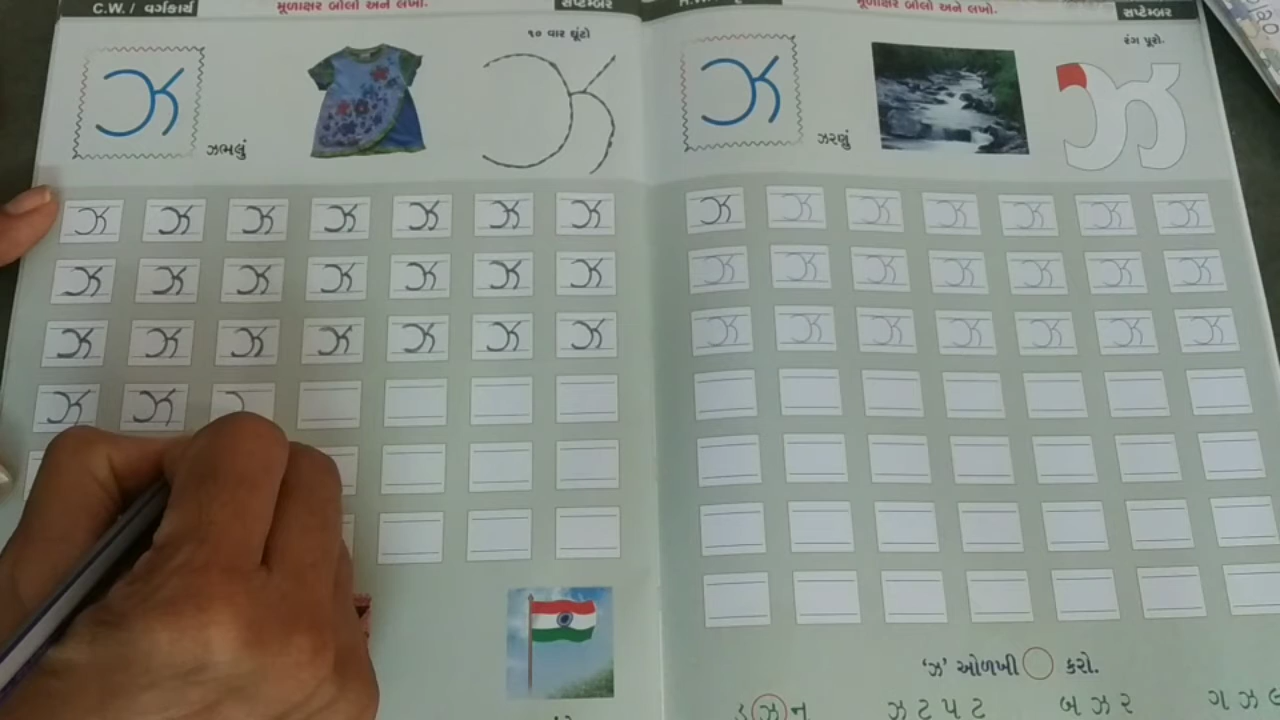 C.W. / વર્ગકાર્ય
મૂળાક્ષર બોલો અને લખો.
સપ્ટેમ્બર
૧૦ વાર ઘૂંટો
ઝ
ઝભલું
ઝ
ઝ ઝ ઝ ઝ ઝ ઝ ઝ
ઝ ઝ ઝ ઝ ઝ ઝ ઝ
ઝ ઝ ઝ ઝ ઝ ઝ ઝ
ઝ ઝ
મૂળાક્ષર બોલો અને લખો.
સપ્ટેમ્બર
રંગ પૂરો.
ઝ
ઝરણું
ઝ
ઝ ઝ ઝ ઝ ઝ ઝ ઝ
ઝ ઝ ઝ ઝ ઝ ઝ ઝ
ઝ ઝ ઝ ઝ ઝ ઝ ઝ
'ઝ' ઓળખી ◯ કરો.
ઝ ન ઝ ટ પ ટ બ ઝ ર ગ ઝ લ